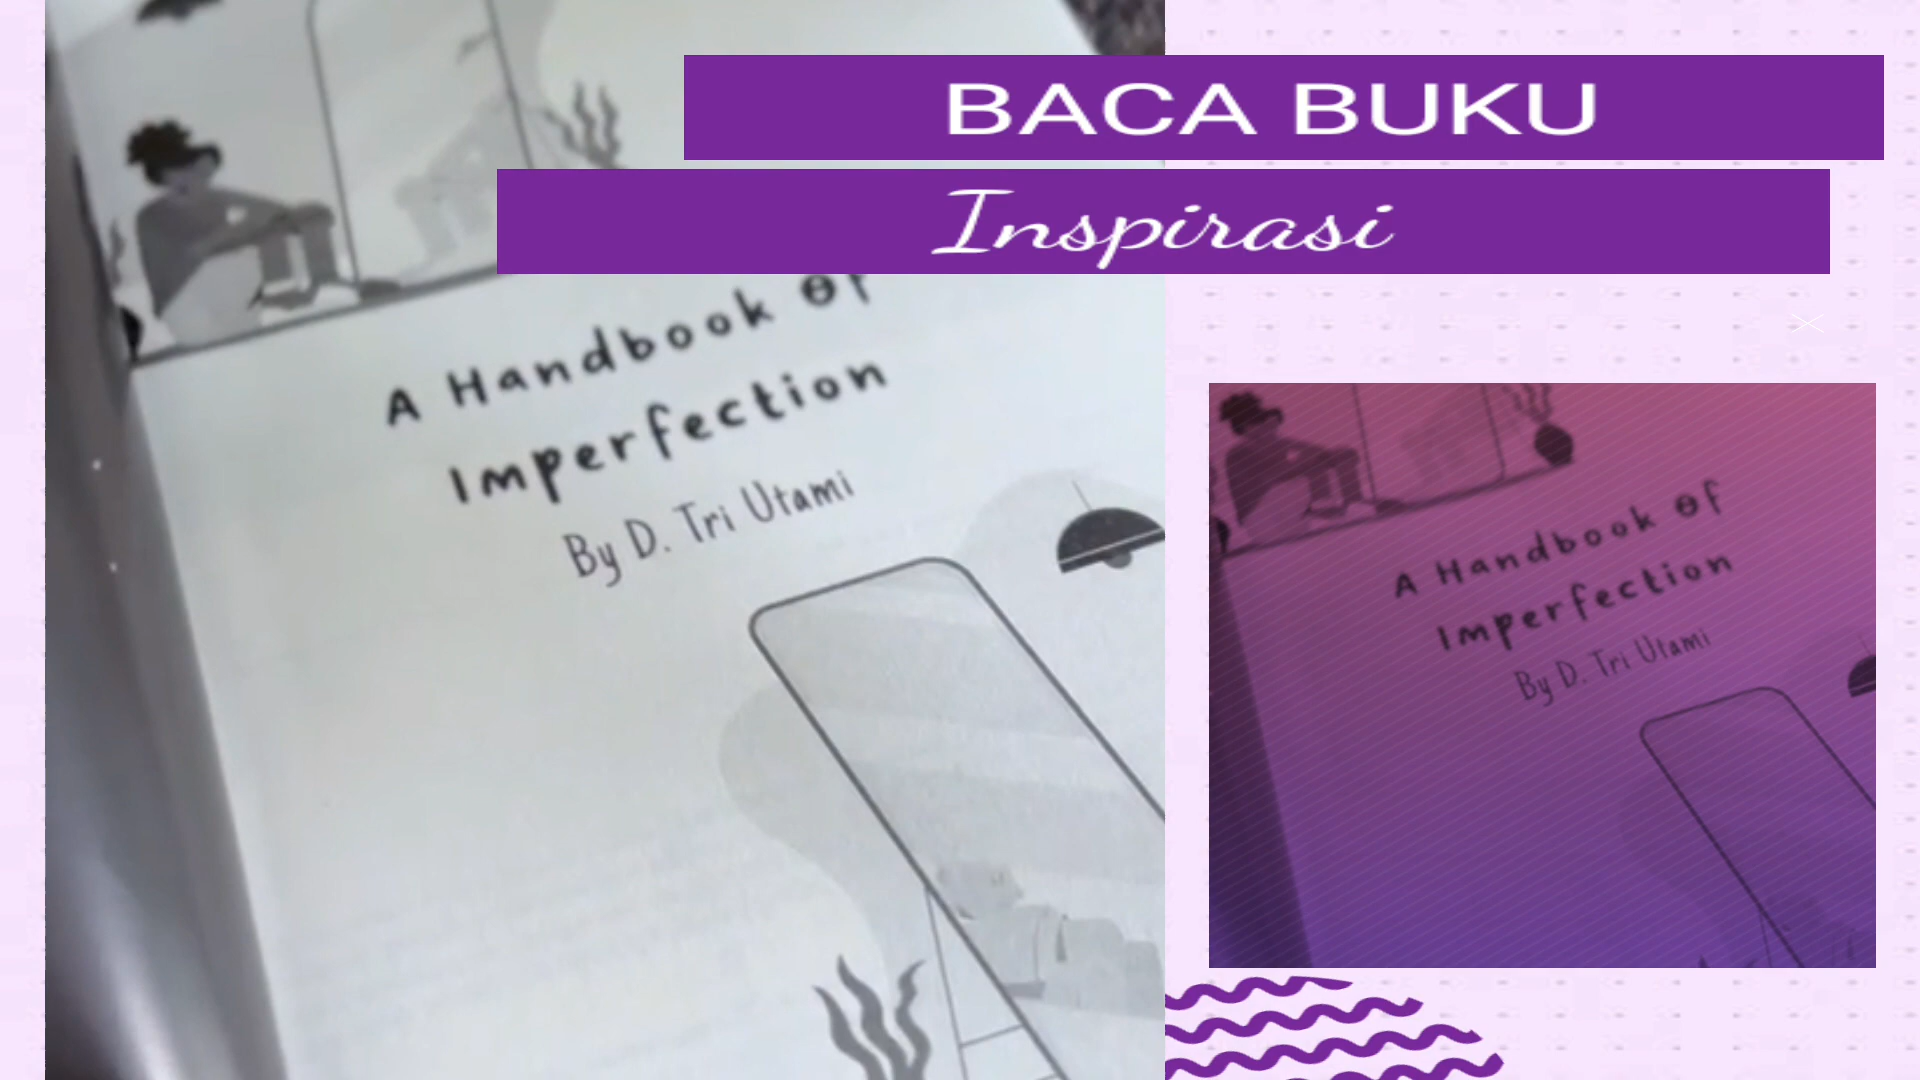 BACA BUKU
Inspirasi
A Handbook Of
Imperfection
By D. Tri Utami
A Handbook Of
Imperfection
By D. Tri Utami